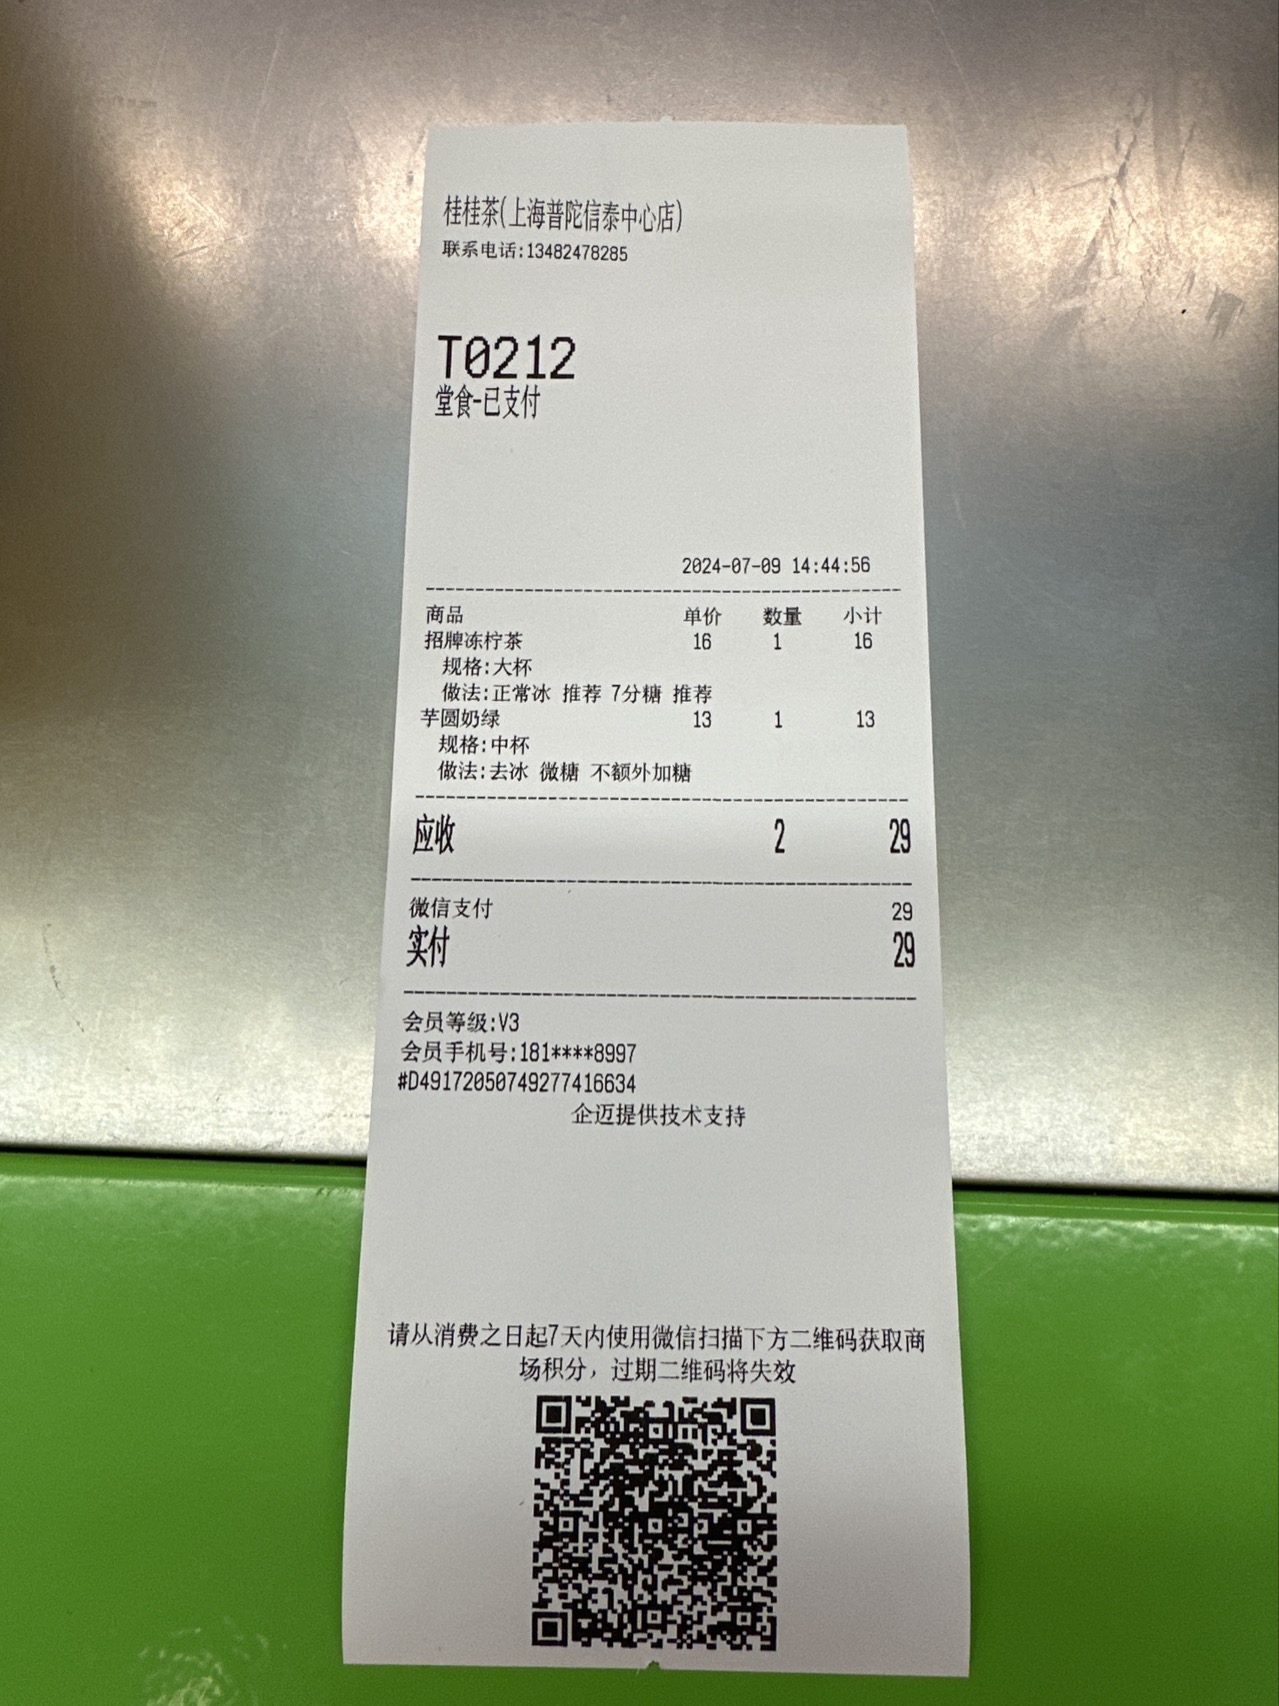 桂桂茶(上海普陀信泰中心店)
联系电话:13482478285
T0212
堂食-已支付
2024-07-09 14:44:56
商品 单价 数量 小计
招牌冻柠茶 16 1 16
规格:大杯
做法:正常冰 推荐 7分糖 推荐
芋圆奶绿 13 1 13
规格:中杯
做法:去冰 微糖 不额外加糖
应收 2 29
微信支付 29
实付 29
会员等级:V3
会员手机号:181****8997
#D49172050749277416634
企迈提供技术支持
请从消费之日起7天内使用微信扫描下方二维码获取商
场积分，过期二维码将失效